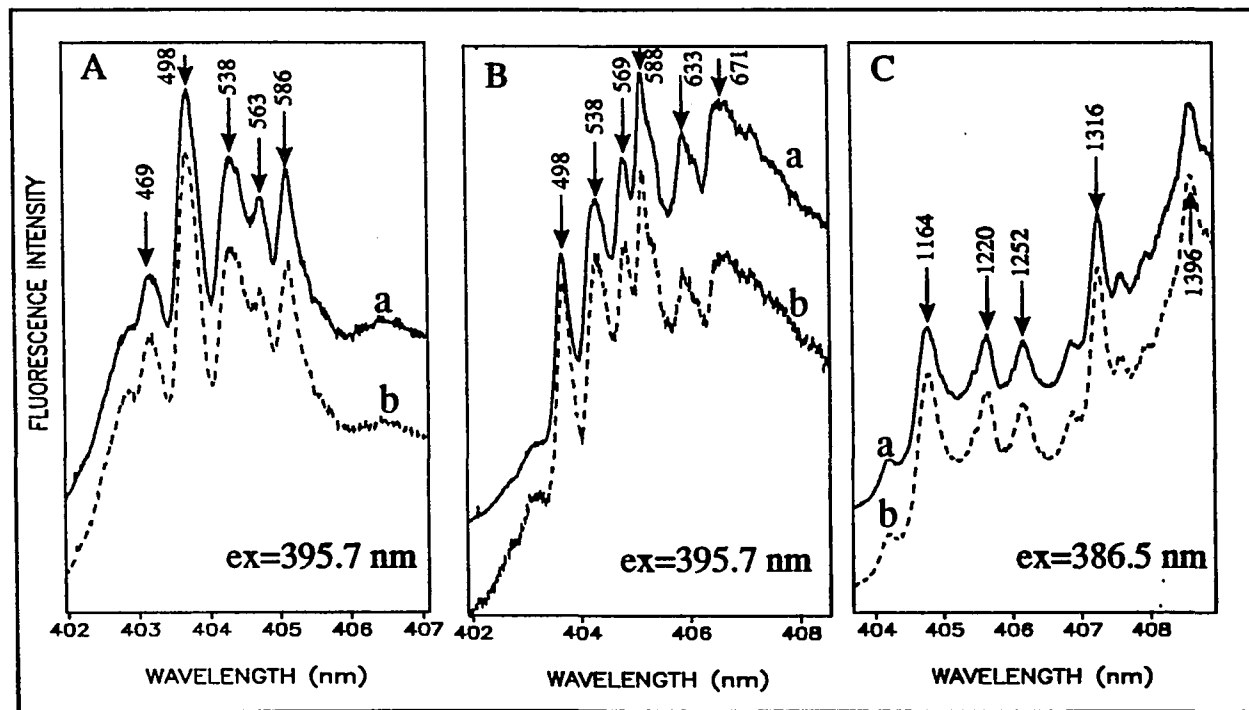 FLUORESCENCE INTENSITY
A
469
498
538
563
586
a
b
ex=395.7 nm
402 403 404 405 406 407
WAVELENGTH (nm)
B
498
538
569
588
633
671
a
b
ex=395.7 nm
402 404 406 408
WAVELENGTH (nm)
C
1164
1220
1252
1316
1396
a
b
ex=386.5 nm
404 405 406 407 408
WAVELENGTH (nm)